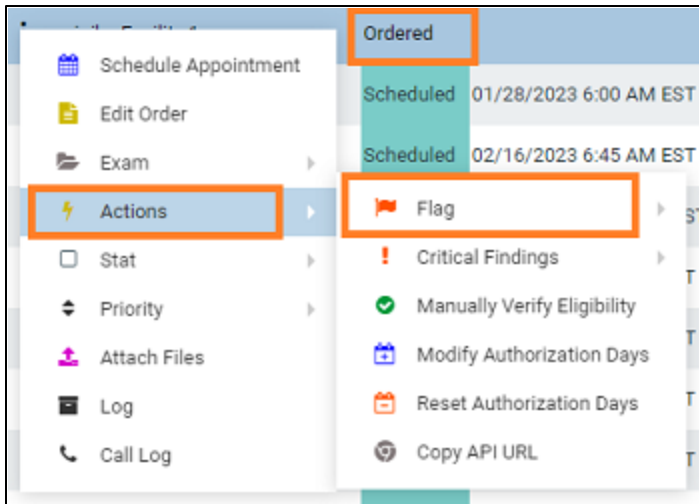 Ordered
Schedule Appointment
Scheduled 01/28/2023 6:00 AM EST
Edit Order
Exam
Scheduled 02/16/2023 6:45 AM EST
Actions
Flag
Stat
Critical Findings
Priority
Manually Verify Eligibility
Attach Files
Modify Authorization Days
Log
Reset Authorization Days
Call Log
Copy API URL